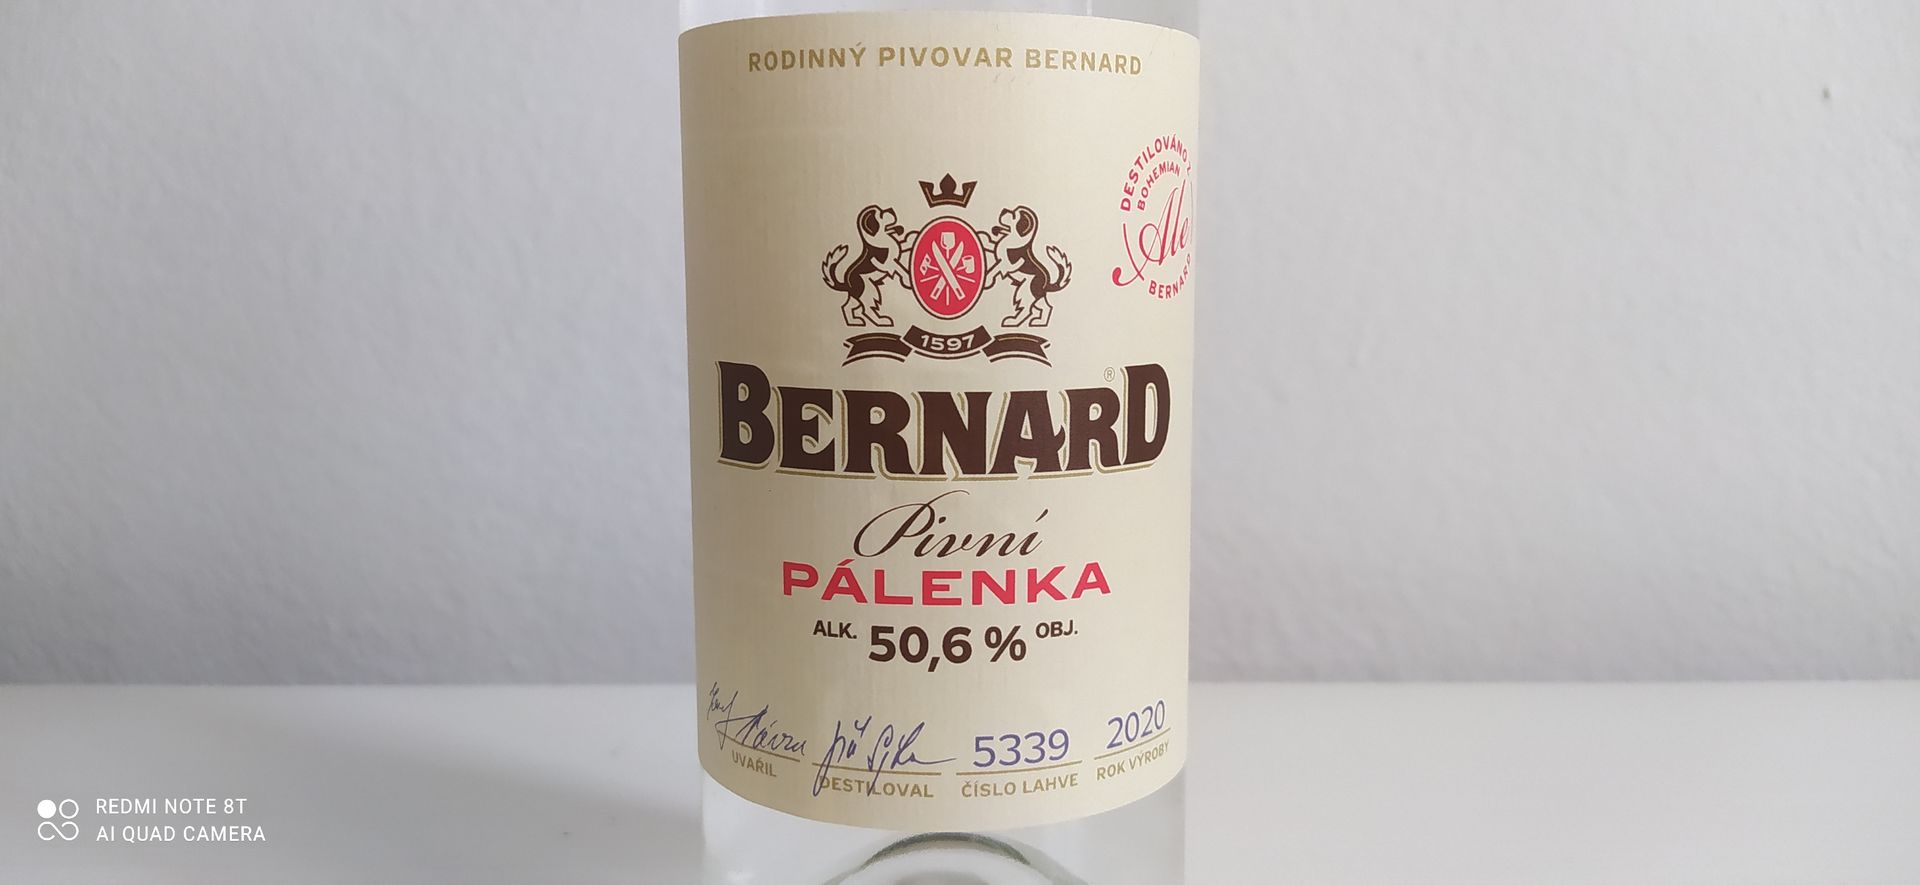 RODINNÝ PIVOVAR BERNARD
DESTILOVÁNO Z
BOHEMIAN
Ale
BERNARD
1597
BERNARD®
Pivní
PÁLENKA
ALK. 50,6 % OBJ.
5339
2020
UVAŘIL
DESTILOVAL
ČÍSLO LAHVE
ROK VÝROBY
REDMI NOTE 8T
AI QUAD CAMERA